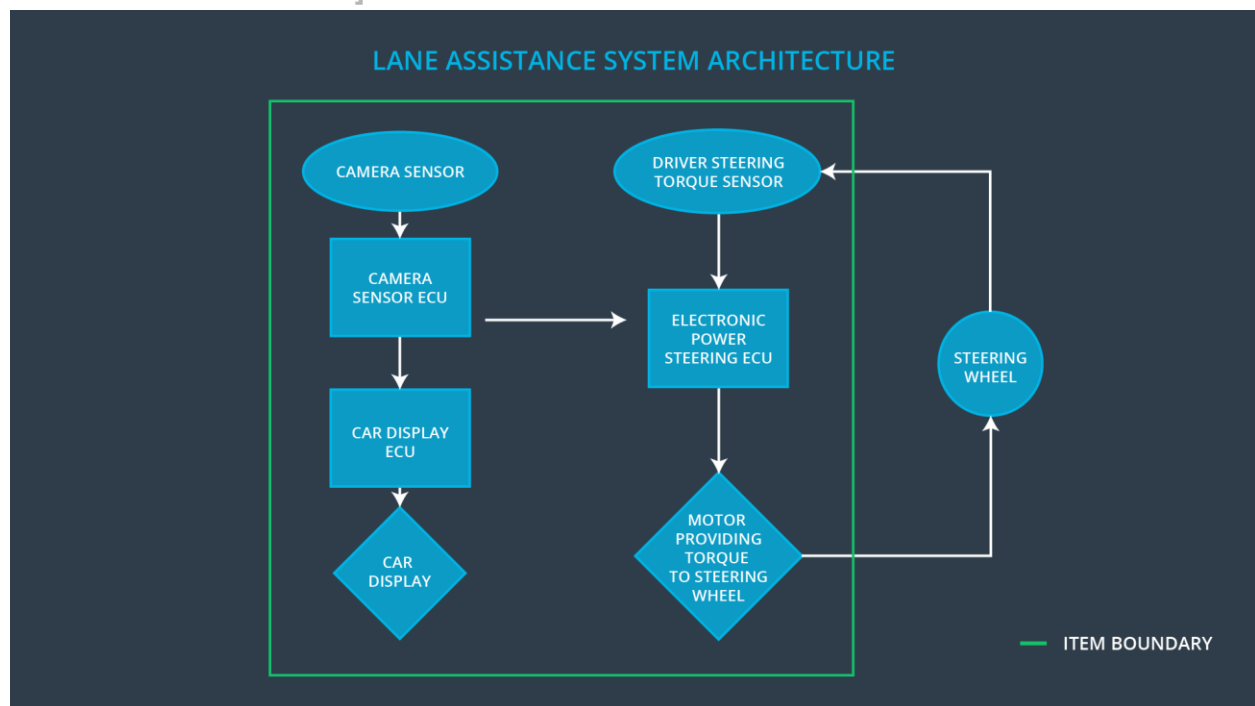 LANE ASSISTANCE SYSTEM ARCHITECTURE
CAMERA SENSOR
CAMERA
SENSOR ECU
CAR DISPLAY
ECU
CAR
DISPLAY
DRIVER STEERING
TORQUE SENSOR
ELECTRONIC
POWER
STEERING ECU
MOTOR
PROVIDING
TORQUE
TO STEERING
WHEEL
STEERING
WHEEL
ITEM BOUNDARY